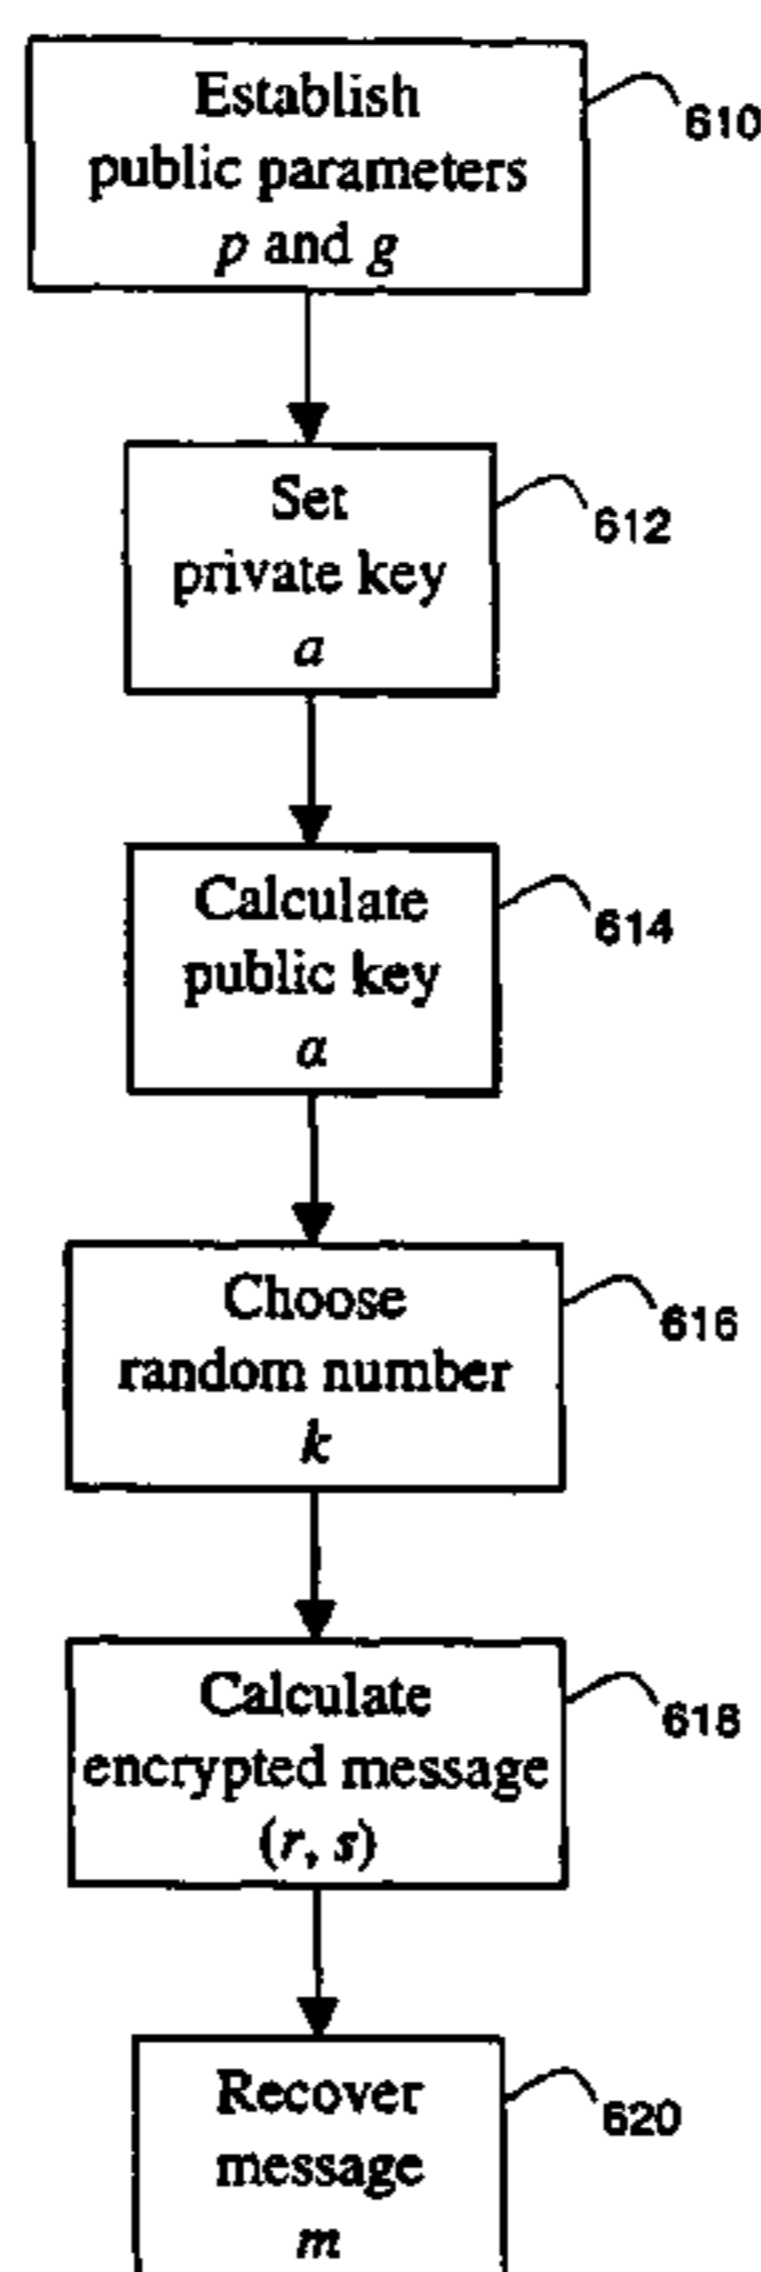 Establish
public parameters
p and g
610
Set
private key
a
612
Calculate
public key
α
614
Choose
random number
k
616
Calculate
encrypted message
(r, s)
618
Recover
message
m
620